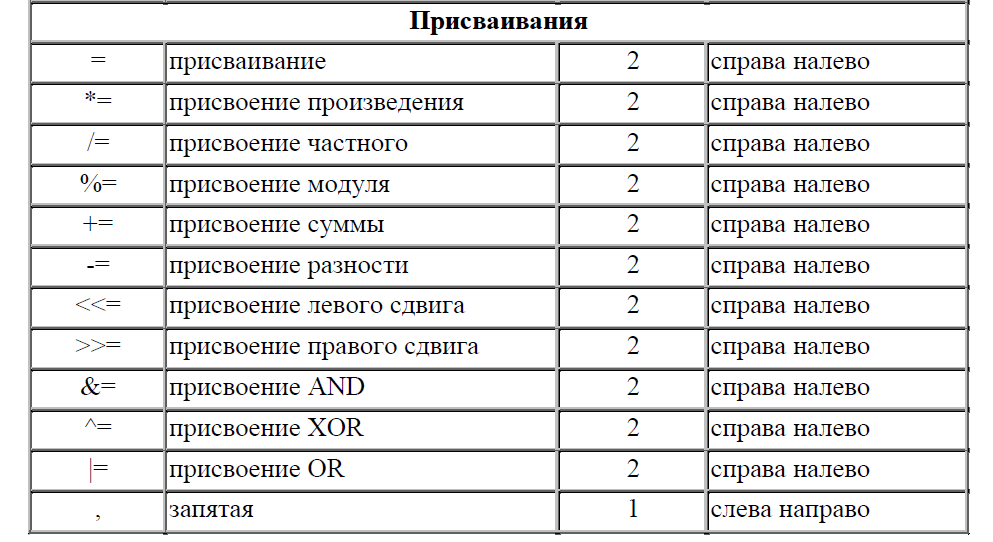 Присваивания
= присваивание 2 справа налево
*= присвоение произведения 2 справа налево
/= присвоение частного 2 справа налево
%= присвоение модуля 2 справа налево
+= присвоение суммы 2 справа налево
-= присвоение разности 2 справа налево
<<= присвоение левого сдвига 2 справа налево
>>= присвоение правого сдвига 2 справа налево
&= присвоение AND 2 справа налево
^= присвоение XOR 2 справа налево
|= присвоение OR 2 справа налево
, запятая 1 слева направо